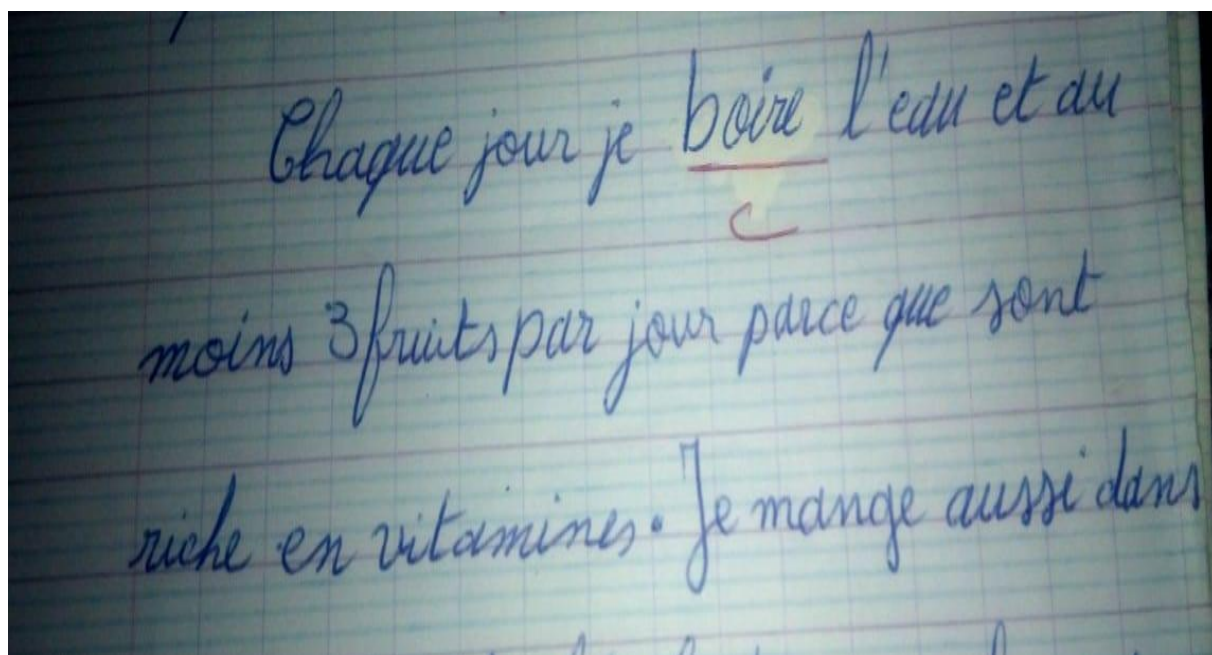 Chaque jour je boire l'eau et au
C
moins 3 fruits par jour parce que sont
riche en vitamines. Je mange aussi dans